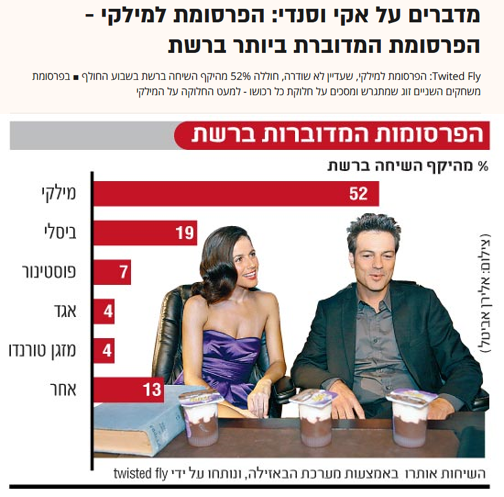 מדברים על אקי וסנדי: הפרסומת למילקי -
הפרסומת המדוברת ביותר ברשת
Twited Fly: הפרסומת למילקי, שעדיין לא שודרה, חוללה 52% מהיקף השיחה ברשת בשבוע החולף ■ בפרסומת
משחקים השניים זוג שמתגרש ומסכים על חלוקת כל רכושו - למעט החלוקה על המילקי
הפרסומות המדוברות ברשת
% מהיקף השיחה ברשת
מילקי 52
ביסלי 19
פוסטינור 7
אגד 4
מזגן טורנדו 4
אחר 13
(צילום: אלירן אביטל)
השיחות אותרו באמצעות מערכת הבאזילה, ונותחו על ידי twisted fly